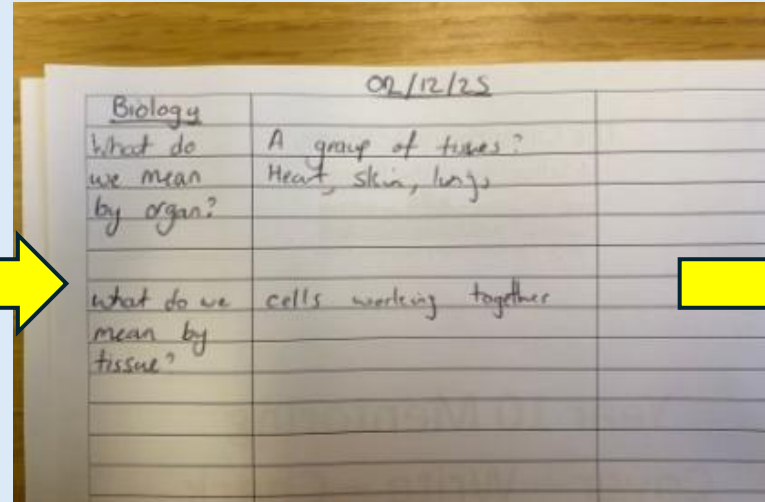 02/12/25
Biology
What do A group of tissues?
we mean Heart, skin, lungs
by organ?
what do we cells working together
mean by
tissue?